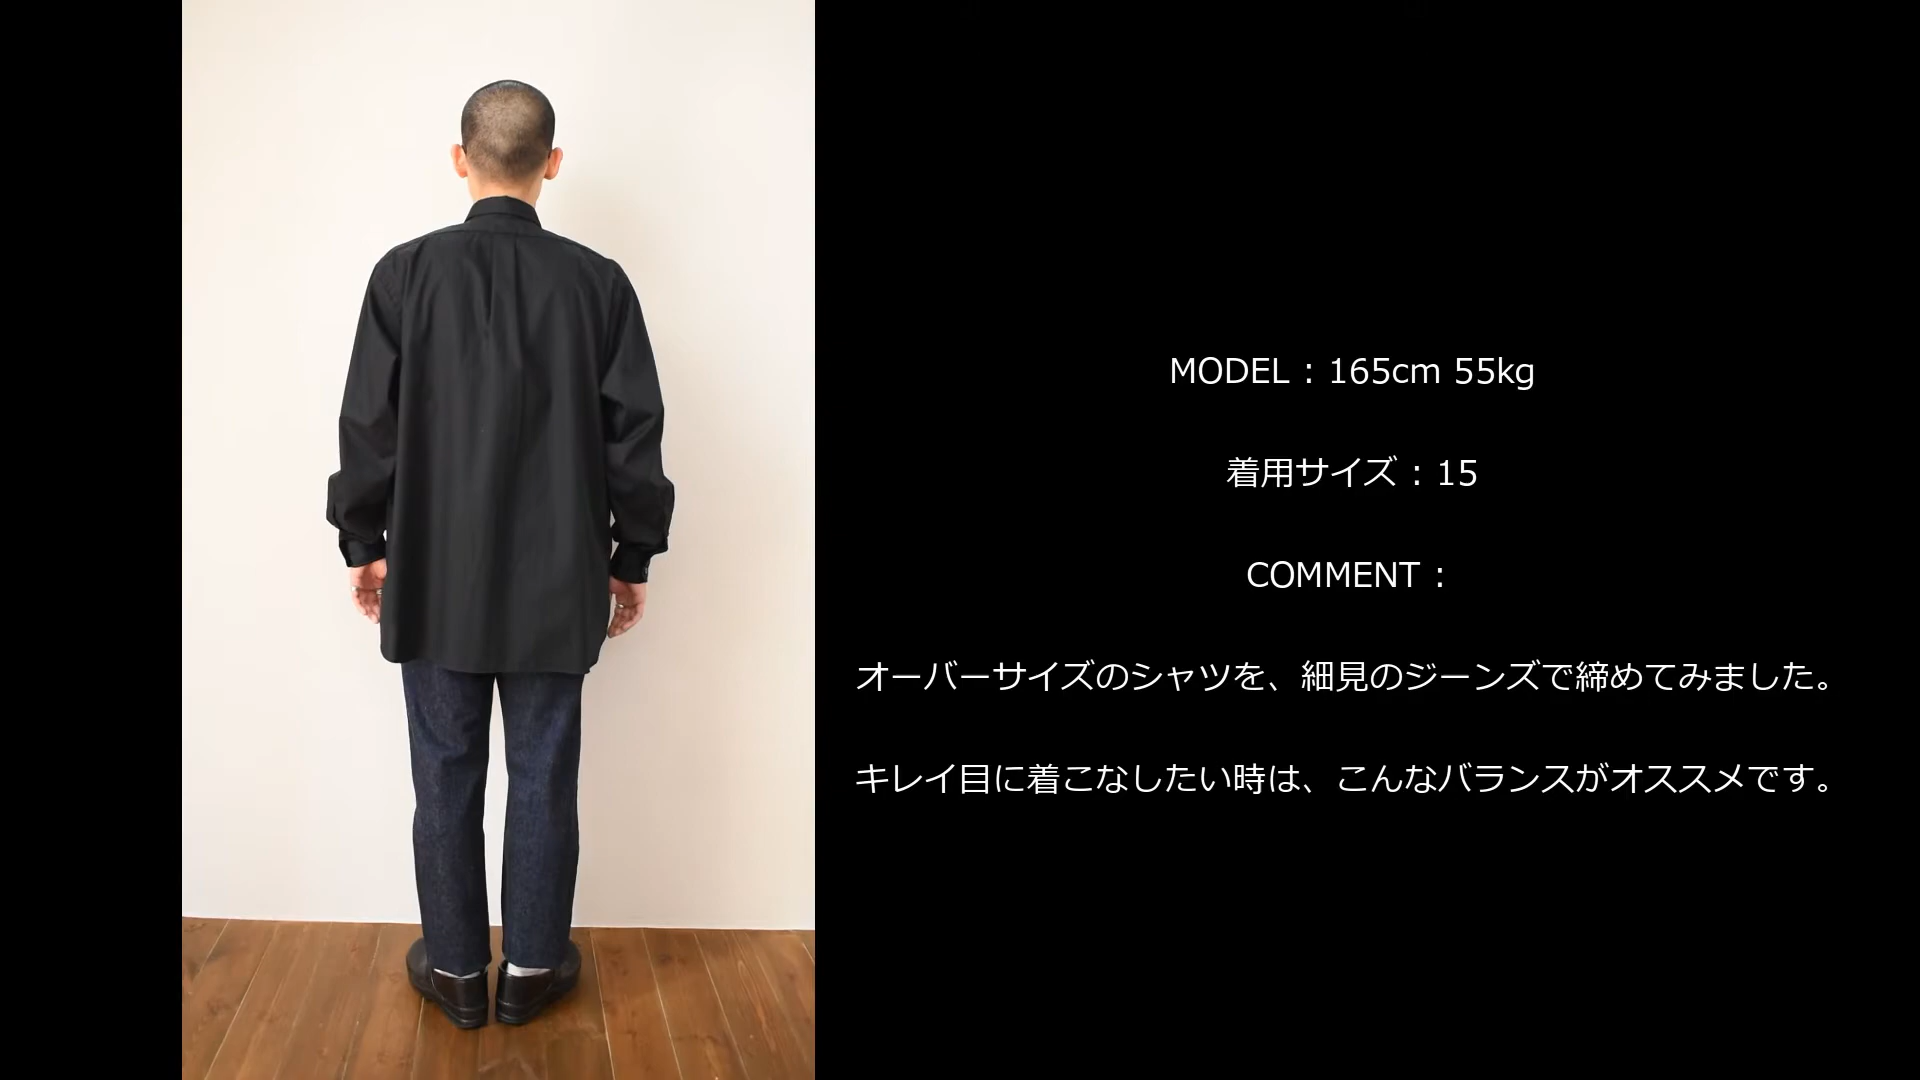 MODEL : 165cm 55kg
着用サイズ : 15
COMMENT :
オーバーサイズのシャツを、細見のジーンズで締めてみました。
キレイ目に着こなしたい時は、こんなバランスがオススメです。